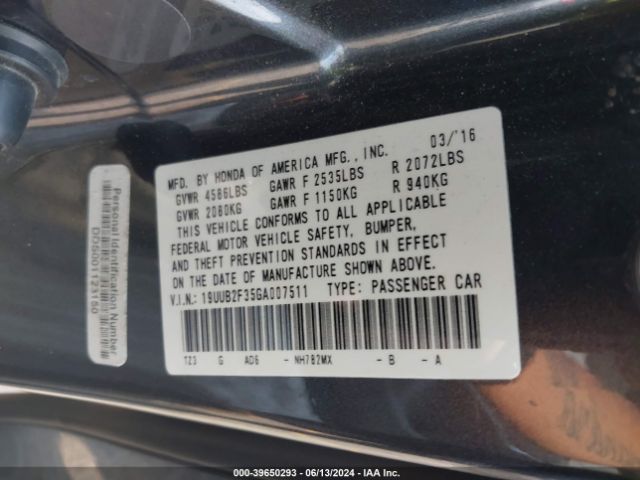 MFD. BY HONDA OF AMERICA MFG., INC. 03/'16
GVWR 4586LBS GAWR F 2535LBS R 2072LBS
GVWR 2080KG GAWR F 1150KG R 940KG
THIS VEHICLE CONFORMS TO ALL APPLICABLE
FEDERAL MOTOR VEHICLE SAFETY, BUMPER,
AND THEFT PREVENTION STANDARDS IN EFFECT
ON THE DATE OF MANUFACTURE SHOWN ABOVE.
V.I.N.: 19UUB2F35GA007511 TYPE: PASSENGER CAR
TZ3 G AD6 -NH782MX -B -A
Personal Identification Number
DDS001123150
000-39650293 - 06/13/2024 - IAA Inc.